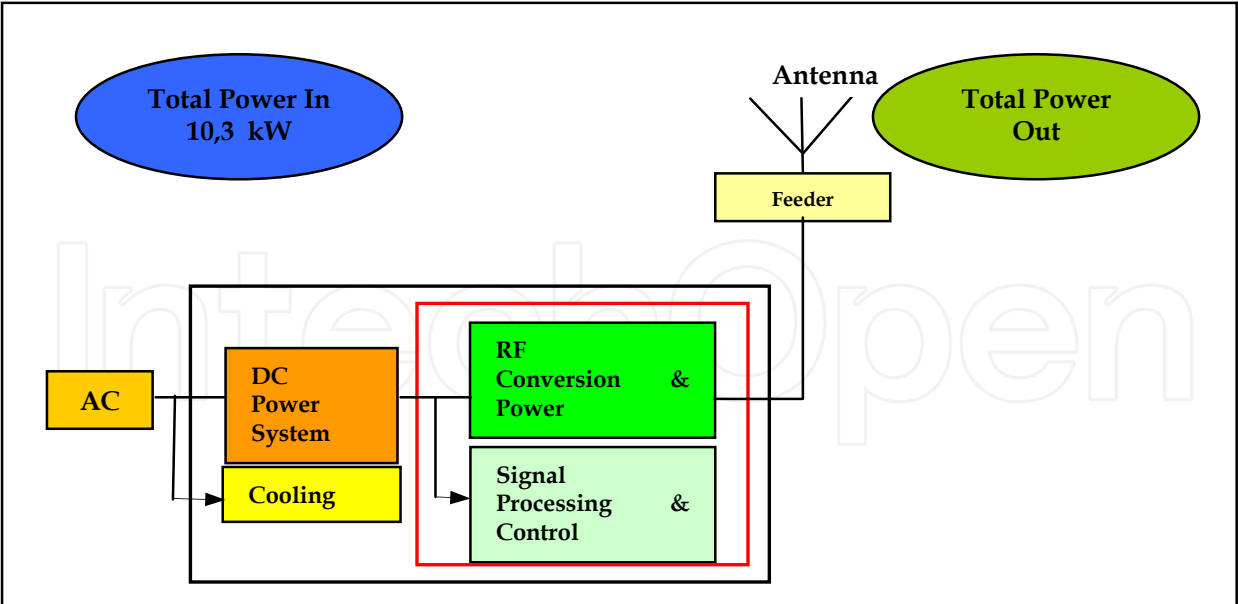 Total Power In
10,3 kW
Antenna
Total Power
Out
Feeder
IntechOpen
AC
DC
Power
System
Cooling
RF
Conversion &
Power
Signal
Processing &
Control